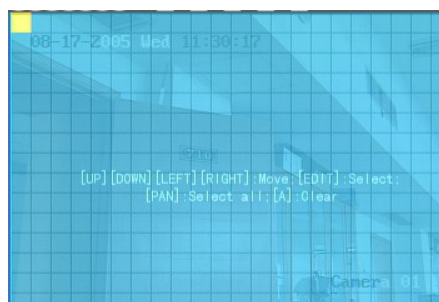 08-17-2005 Wed 11:30:17
[UP][DOWN][LEFT][RIGHT]:Move;[EDIT]:Select;
[PAN]:Select all;[A]:Clear
Camera 01